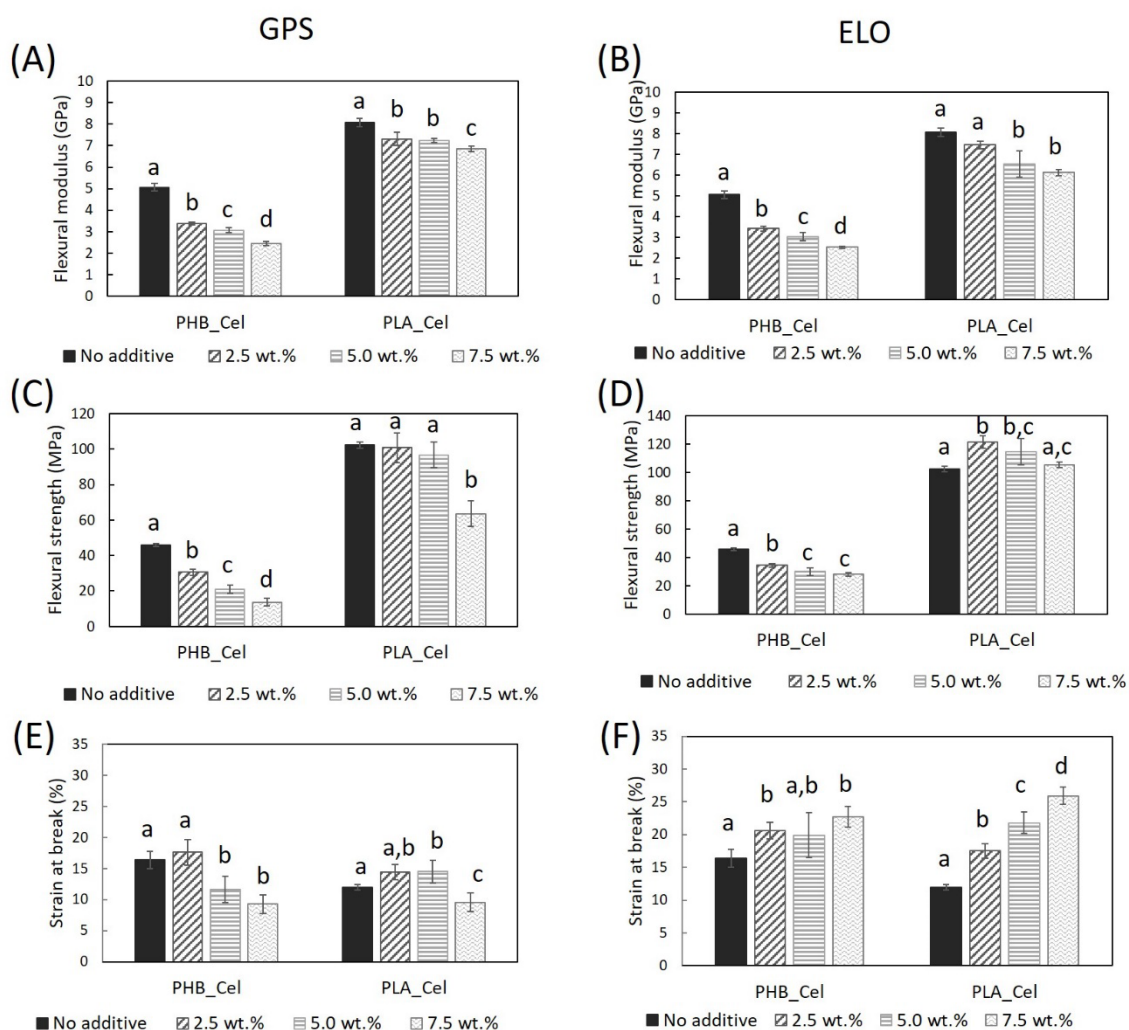 GPS
ELO
(A)
Flexural modulus (GPa)
10
9
8
7
6
5
4
3
2
1
0
a
b
c
d
a
b
b
c
PHB_Cel
PLA_Cel
No additive 2.5 wt.% 5.0 wt.% 7.5 wt.%
(B)
Flexural modulus (GPa)
10
9
8
7
6
5
4
3
2
1
0
a
b
c
d
a
a
b
b
PHB_Cel
PLA_Cel
No additive 2.5 wt.% 5.0 wt.% 7.5 wt.%
(C)
Flexural strength (MPa)
120
100
80
60
40
20
0
a
b
c
d
a
a
a
b
PHB_Cel
PLA_Cel
No additive 2.5 wt.% 5.0 wt.% 7.5 wt.%
(D)
Flexural strength (MPa)
140
120
100
80
60
40
20
0
a
b
c
c
a
b
b,c
a,c
PHB_Cel
PLA_Cel
No additive 2.5 wt.% 5.0 wt.% 7.5 wt.%
(E)
Strain at break (%)
35
30
25
20
15
10
5
0
a
a
b
b
a
a,b
b
c
PHB_Cel
PLA_Cel
No additive 2.5 wt.% 5.0 wt.% 7.5 wt.%
(F)
Strain at break (%)
35
30
25
20
15
10
5
0
a
b
a,b
b
a
b
c
d
PHB_Cel
PLA_Cel
No additive 2.5 wt.% 5.0 wt.% 7.5 wt.%